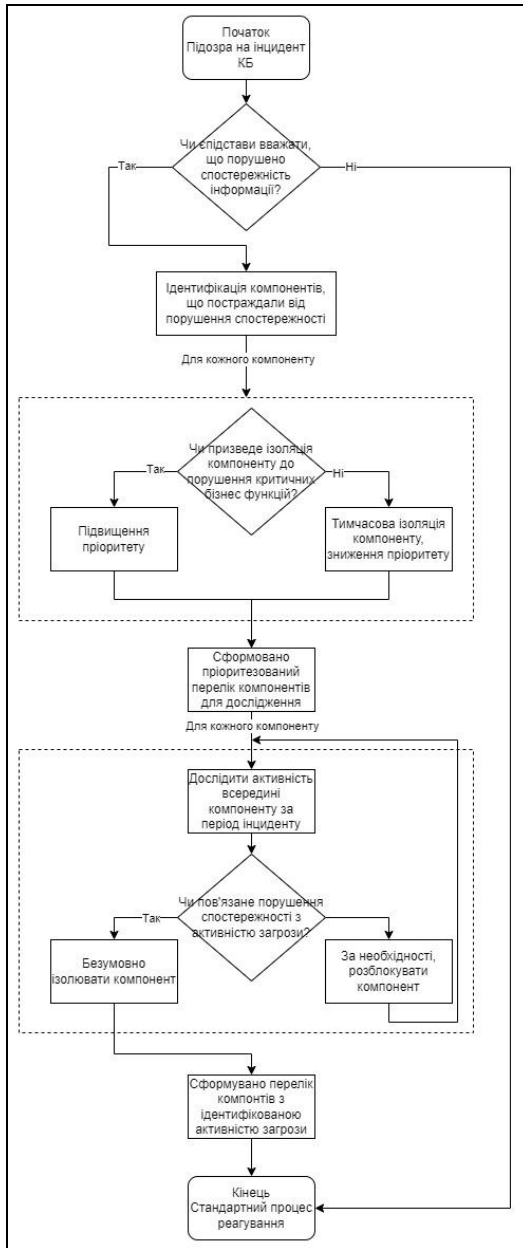 Початок
Підозра на інцидент
КБ
Чи єпідстави вважати,
що порушено
спостережність
інформації?
Так
Ні
Ідентифікація компонентів,
що постраждали від
порушення спостережності
Для кожного компоненту
Чи призведе ізоляція
компоненту до
порушення критичних
бізнес функцій?
Так
Ні
Підвищення
пріоритету
Тимчасова ізоляція
компоненту,
зниження пріоритету
Сформовано
пріоритезований
перелік компонентів
для дослідження
Для кожного компоненту
Дослідити активність
всередині
компоненту за
період інциденту
Чи пов'язане порушення
спостережності з
активністю загрози?
Так
Ні
Безумовно
ізолювати компонент
За необхідності,
розблокувати
компонент
Сформувано перелік
компонтів з
ідентифікованою
активністю загрози
Кінець
Стандартний процес
реагування